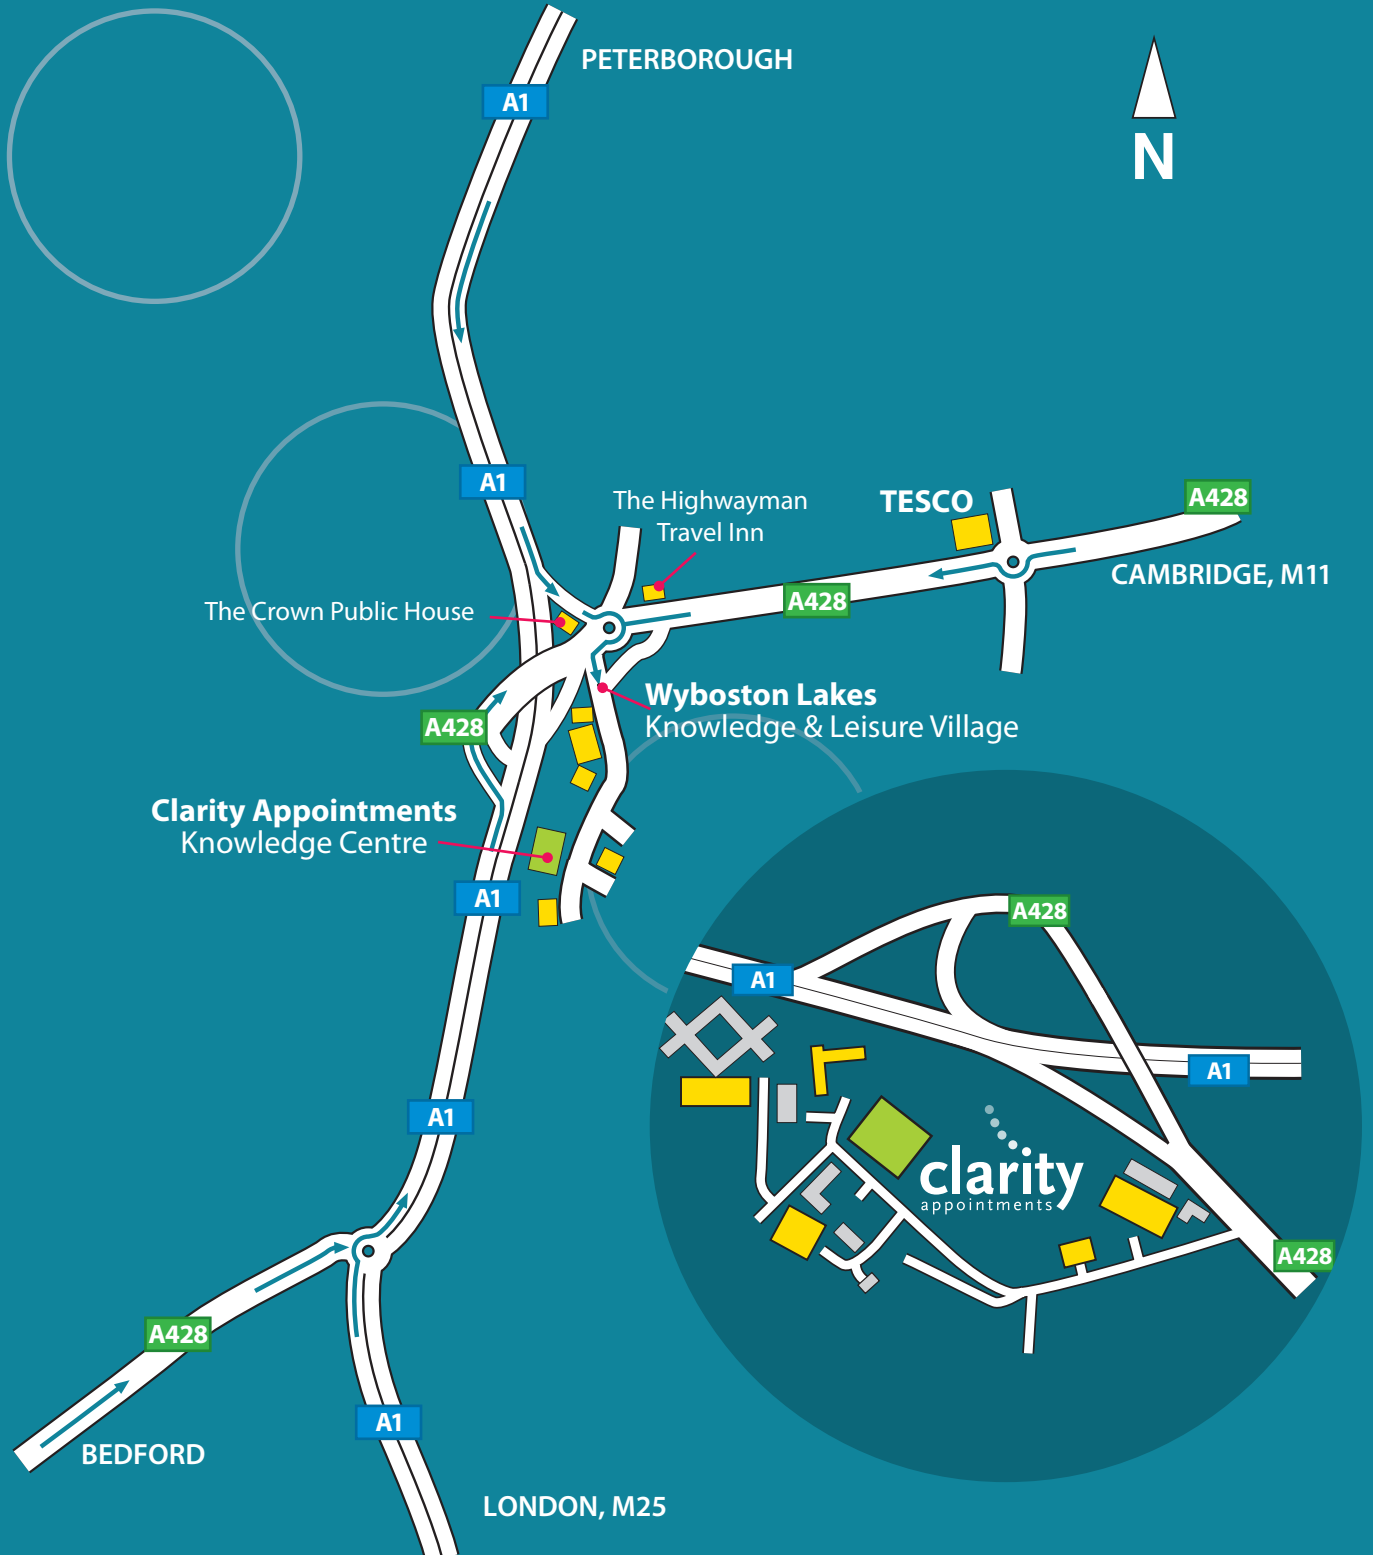 PETERBOROUGH
A1
N
A1
The Highwayman
Travel Inn
TESCO
A428
CAMBRIDGE, M11
A428
The Crown Public House
Wyboston Lakes
Knowledge & Leisure Village
A428
Clarity Appointments
Knowledge Centre
A1
A428
A1
A1
A1
clarity
appointments
A428
A428
BEDFORD
A1
LONDON, M25